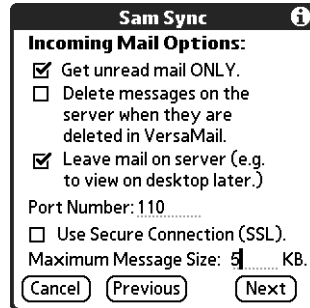 Sam Sync
Incoming Mail Options:
Get unread mail ONLY.
Delete messages on the
server when they are
deleted in VersaMail.
Leave mail on server (e.g.
to view on desktop later.)
Port Number: 110
Use Secure Connection (SSL).
Maximum Message Size: 5 KB.
Cancel Previous Next